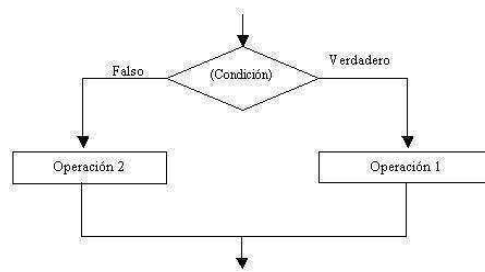 Verdadero
Falso
(Condición)
Operación 2
Operación 1